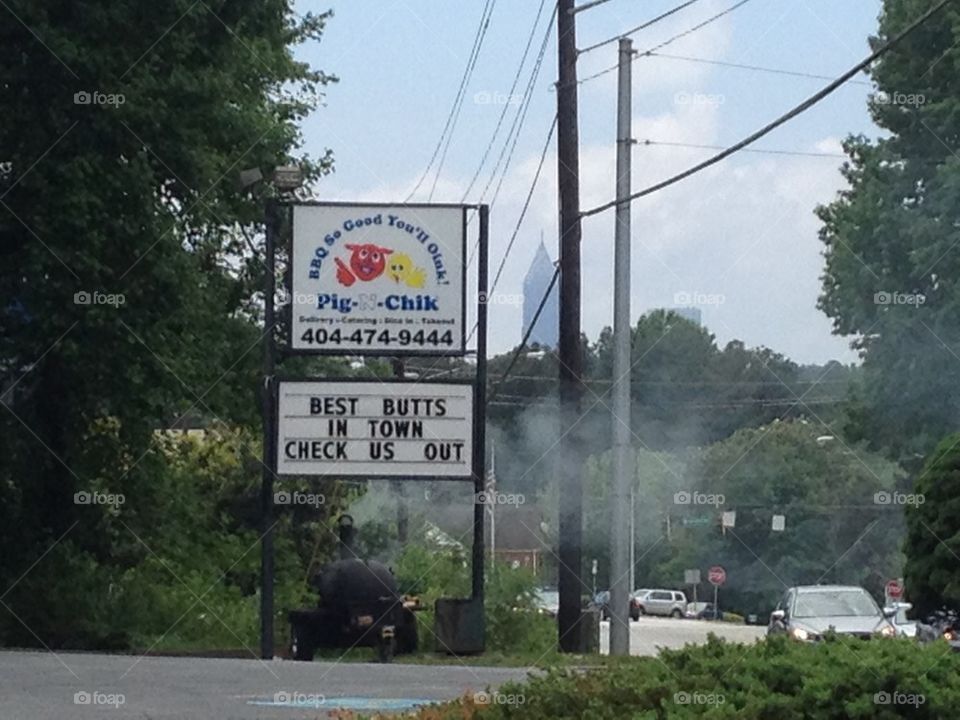 BBQ So Good You'll Oink!
Pig-N-Chik
Delivery : Catering : Dine in : Takeout
404-474-9444
BEST BUTTS
IN TOWN
CHECK US OUT